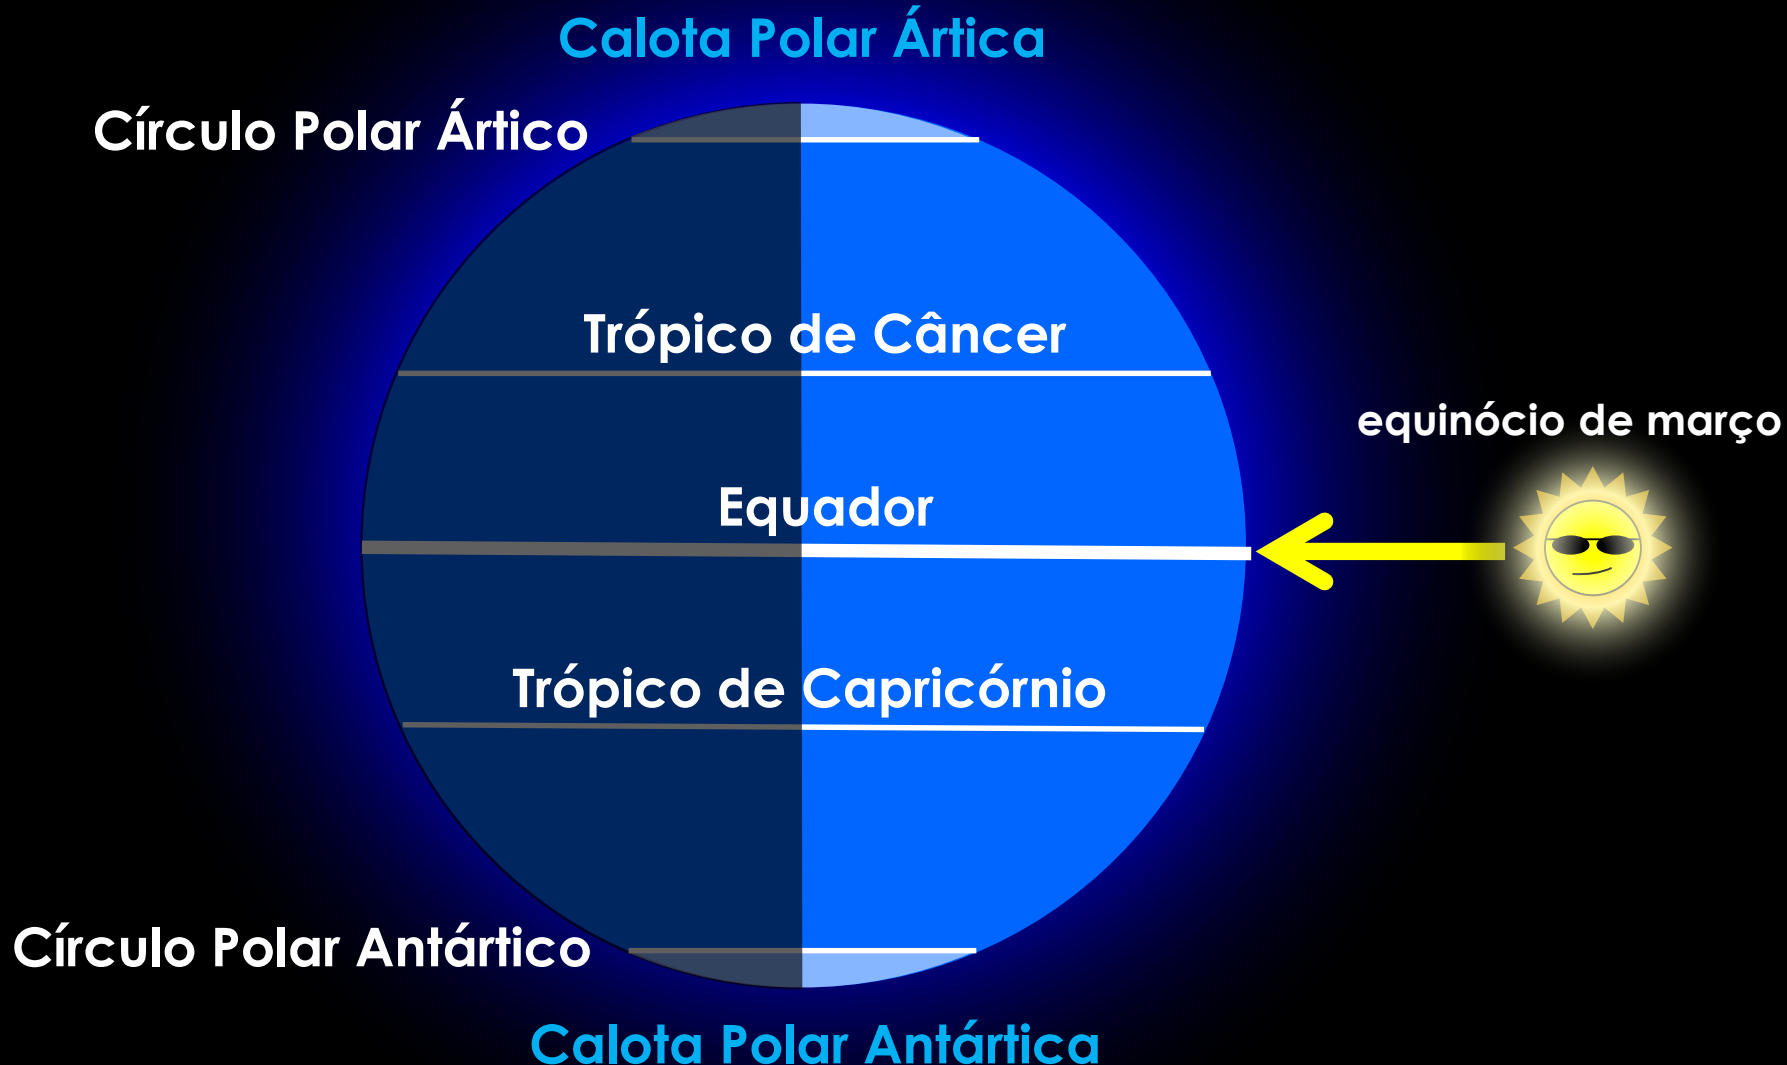 Calota Polar Ártica
Círculo Polar Ártico
Trópico de Câncer
equinócio de março
Equador
Trópico de Capricórnio
Círculo Polar Antártico
Calota Polar Antártica